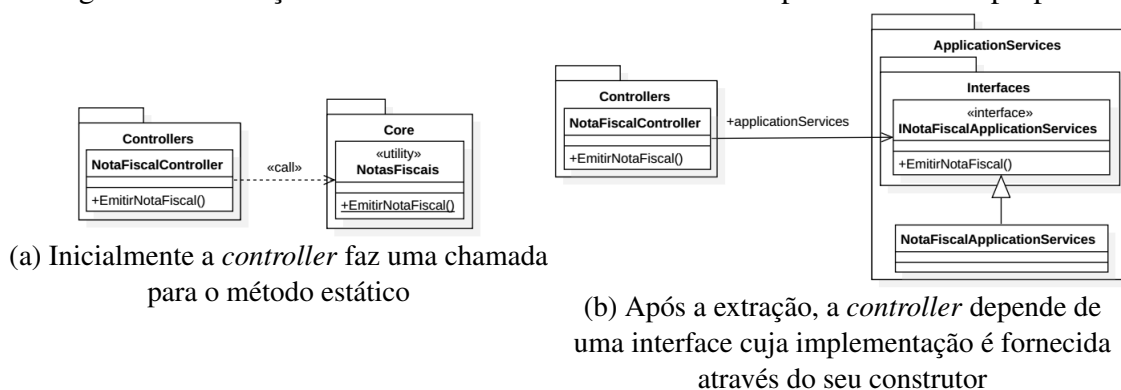 Controllers
NotaFiscalController
+EmitirNotaFiscal()
«call»
Core
«utility»
NotasFiscais
+EmitirNotaFiscal()
(a) Inicialmente a controller faz uma chamada
para o método estático
Controllers
NotaFiscalController
+EmitirNotaFiscal()
+applicationServices
ApplicationServices
Interfaces
«interface»
INotaFiscalApplicationServices
+EmitirNotaFiscal()
NotaFiscalApplicationServices
(b) Após a extração, a controller depende de
uma interface cuja implementação é fornecida
através do seu construtor